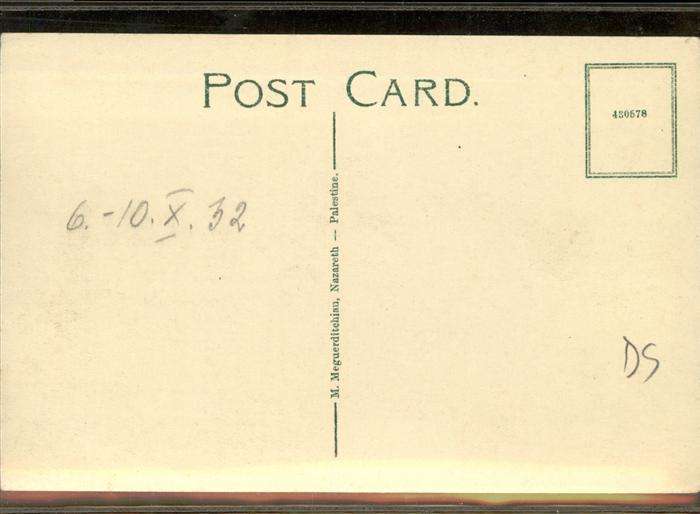 POST CARD.
430578
6.-10.X.32
M. Meguerditchian, Nazareth — Palestine.
DS